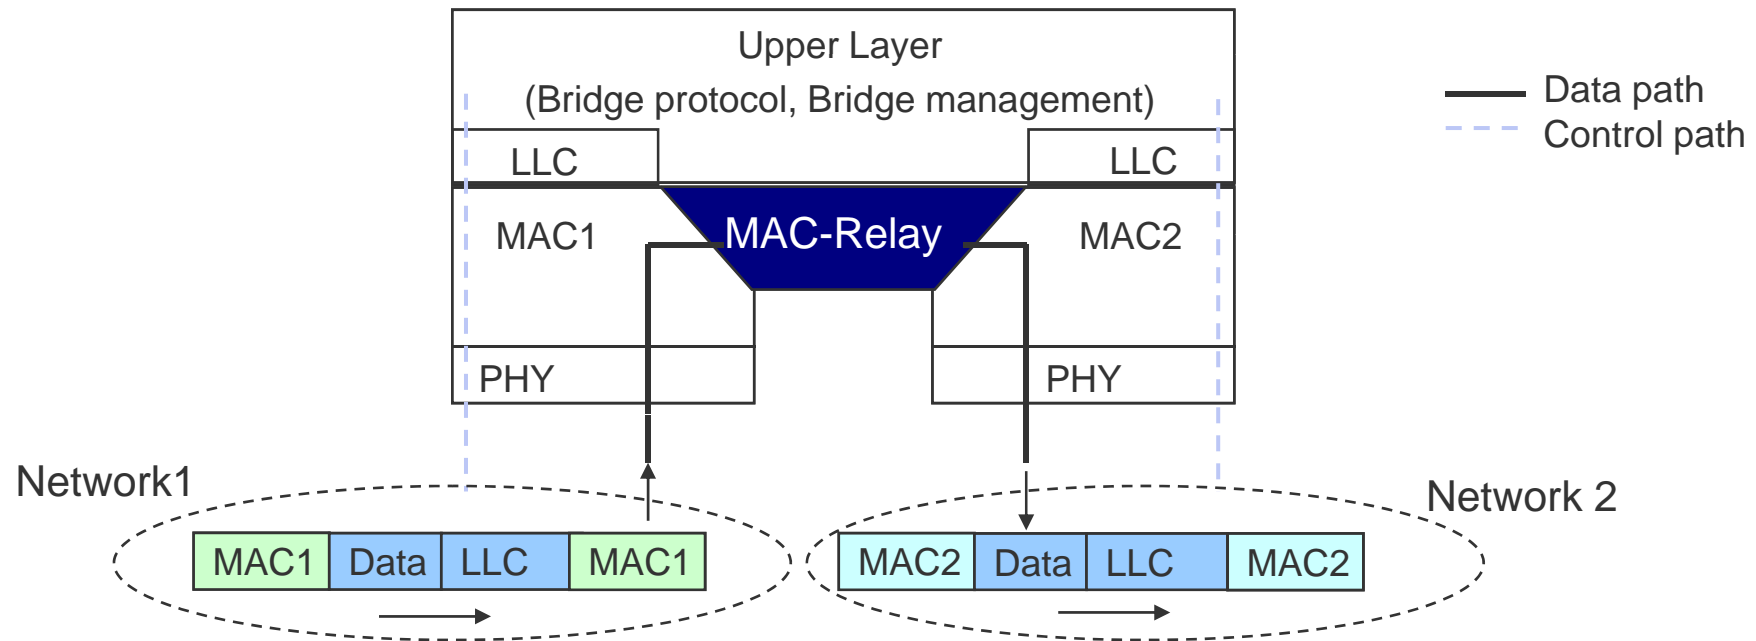 Upper Layer
(Bridge protocol, Bridge management)
Data path
Control path
LLC
LLC
MAC1
MAC-Relay
MAC2
PHY
PHY
Network1
Network 2
MAC1 Data LLC MAC1
MAC2 Data LLC MAC2